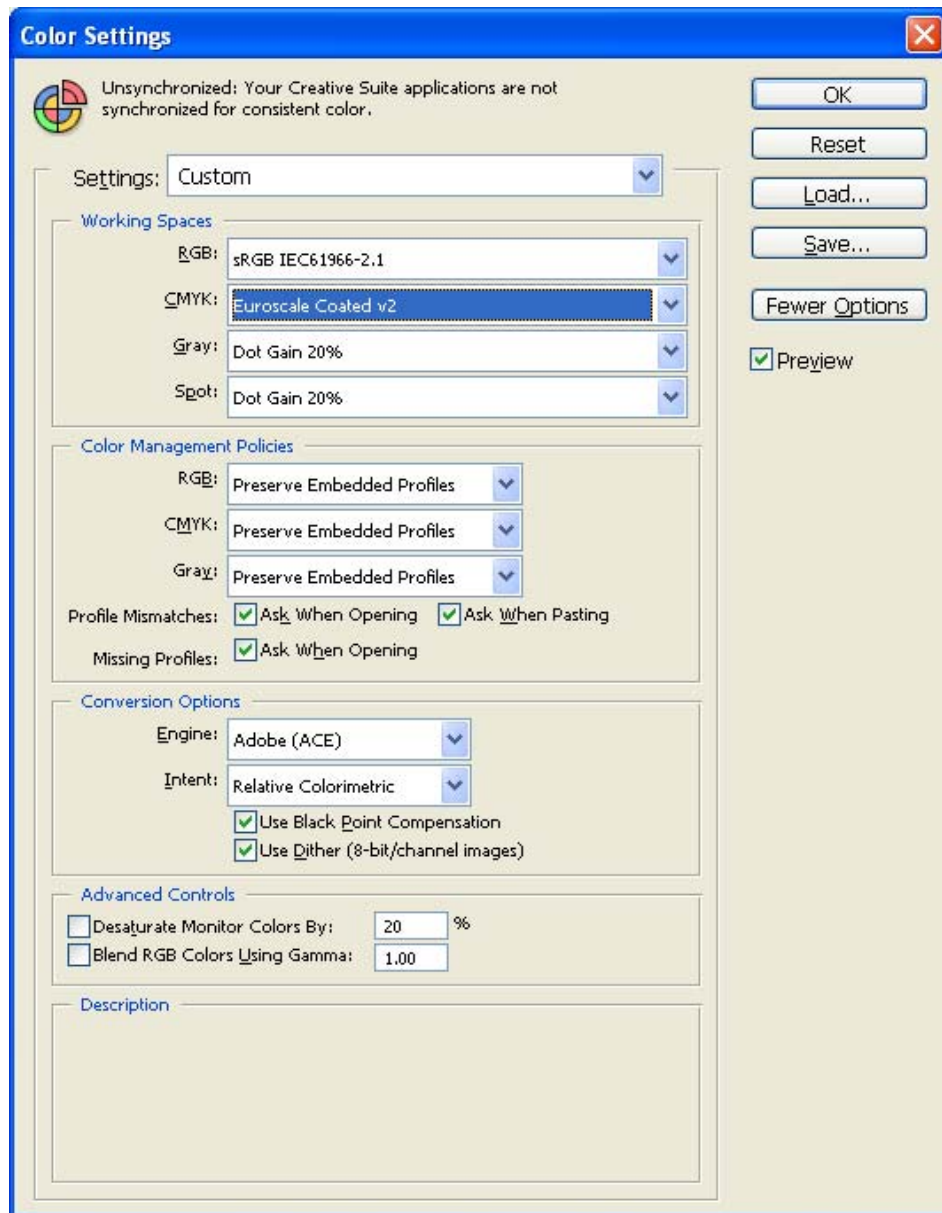 Color Settings
Unsynchronized: Your Creative Suite applications are not
synchronized for consistent color.
OK
Reset
Load...
Save...
Fewer Options
Preview
Settings: Custom
Working Spaces
RGB: sRGB IEC61966-2.1
CMYK: Euroscale Coated v2
Gray: Dot Gain 20%
Spot: Dot Gain 20%
Color Management Policies
RGB: Preserve Embedded Profiles
CMYK: Preserve Embedded Profiles
Gray: Preserve Embedded Profiles
Profile Mismatches: Ask When Opening Ask When Pasting
Missing Profiles: Ask When Opening
Conversion Options
Engine: Adobe (ACE)
Intent: Relative Colorimetric
Use Black Point Compensation
Use Dither (8-bit/channel images)
Advanced Controls
Desaturate Monitor Colors By: 20 %
Blend RGB Colors Using Gamma: 1.00
Description